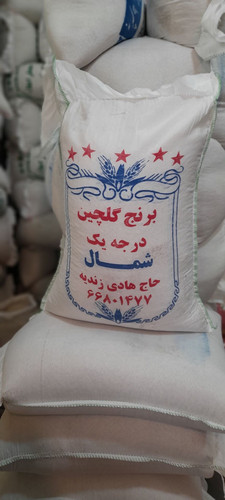 برنج گلچین
درجه یک
شمال
حاج هادی زندیه
۶۶۸۰۱۴۷۷